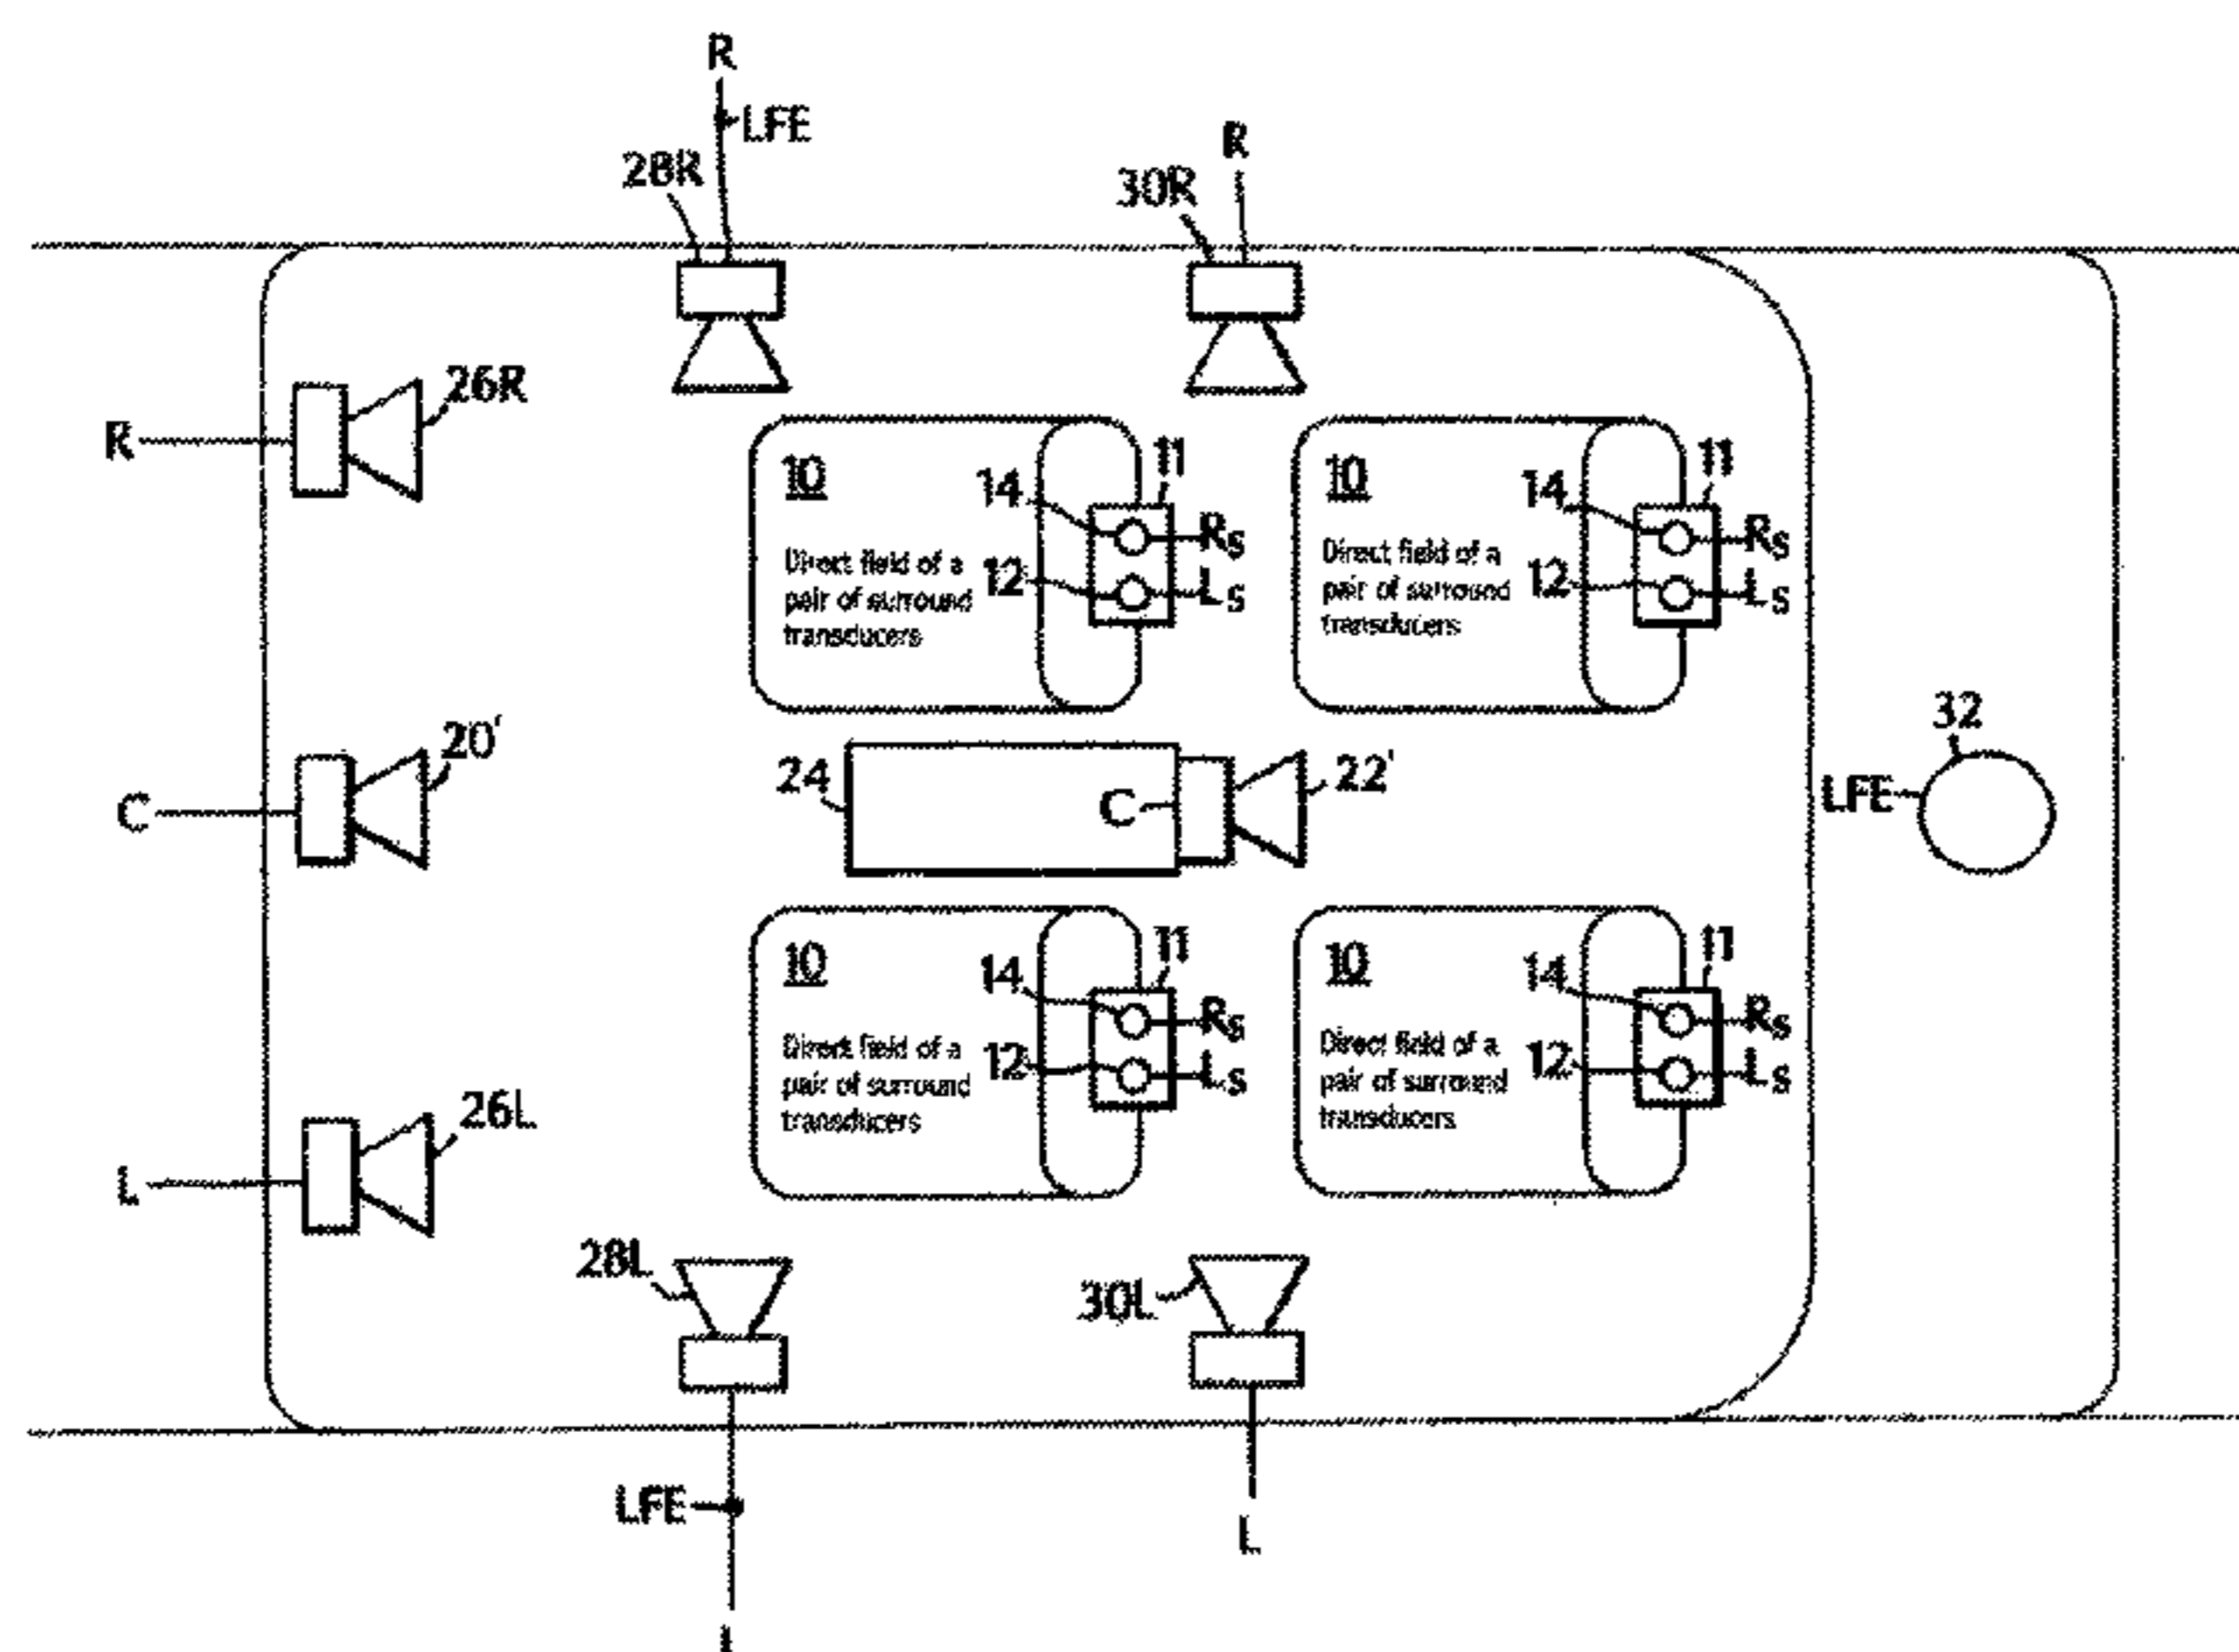 R
LFE
28R
R
30R
26R
R
10
14
11
Direct field of a
pair of surround
transducers
12
RS
LS
10
14
11
Direct field of a
pair of surround
transducers
12
RS
LS
20'
C
24
C
22'
32
LFE
10
14
11
Direct field of a
pair of surround
transducers
12
RS
LS
10
14
11
Direct field of a
pair of surround
transducers
12
RS
LS
26L
L
28L
30L
LFE
L
L